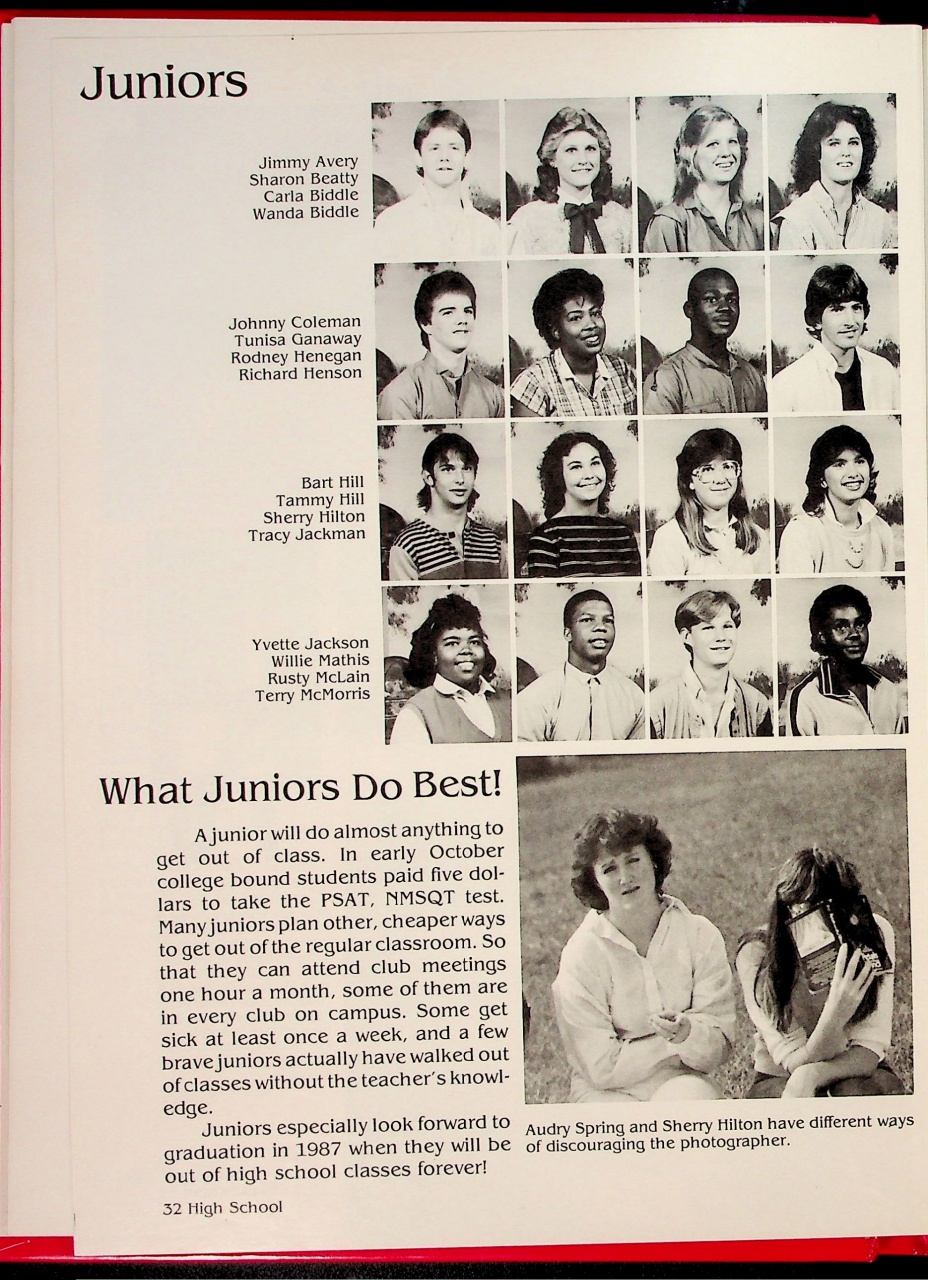 Juniors
Jimmy Avery
Sharon Beatty
Carla Biddle
Wanda Biddle
Johnny Coleman
Tunisa Ganaway
Rodney Henegan
Richard Henson
Bart Hill
Tammy Hill
Sherry Hilton
Tracy Jackman
Yvette Jackson
Willie Mathis
Rusty McLain
Terry McMorris
What Juniors Do Best!
A junior will do almost anything to
get out of class. In early October
college bound students paid five dol-
lars to take the PSAT, NMSQT test.
Many juniors plan other, cheaper ways
to get out of the regular classroom. So
that they can attend club meetings
one hour a month, some of them are
in every club on campus. Some get
sick at least once a week, and a few
brave juniors actually have walked out
of classes without the teacher's knowl-
edge.
Juniors especially look forward to
graduation in 1987 when they will be
out of high school classes forever!
Audry Spring and Sherry Hilton have different ways
of discouraging the photographer.
32 High School